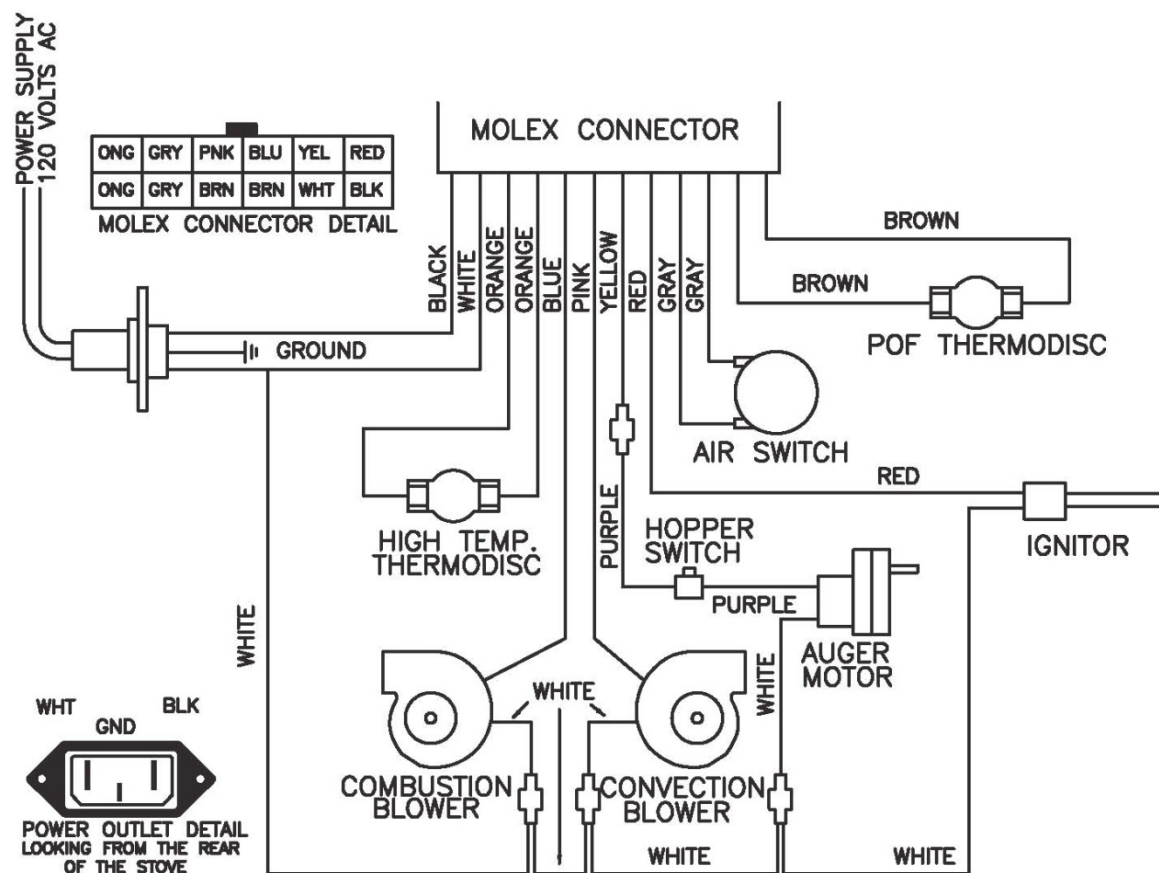 POWER SUPPLY
120 VOLTS AC
MOLEX CONNECTOR
ONG GRY PNK BLU YEL RED
ONG GRY BRN BRN WHT BLK
MOLEX CONNECTOR DETAIL
BLACK
WHITE
ORANGE
ORANGE
BLUE
PINK
YELLOW
RED
GRAY
GRAY
BROWN
BROWN
POF THERMODISC
GROUND
AIR SWITCH
RED
IGNITOR
HIGH TEMP.
THERMODISC
PURPLE
HOPPER
SWITCH
PURPLE
AUGER
MOTOR
WHITE
WHITE
WHITE
COMBUSTION
BLOWER
CONVECTION
BLOWER
WHT
BLK
GND
POWER OUTLET DETAIL
LOOKING FROM THE REAR
OF THE STOVE
WHITE
WHITE